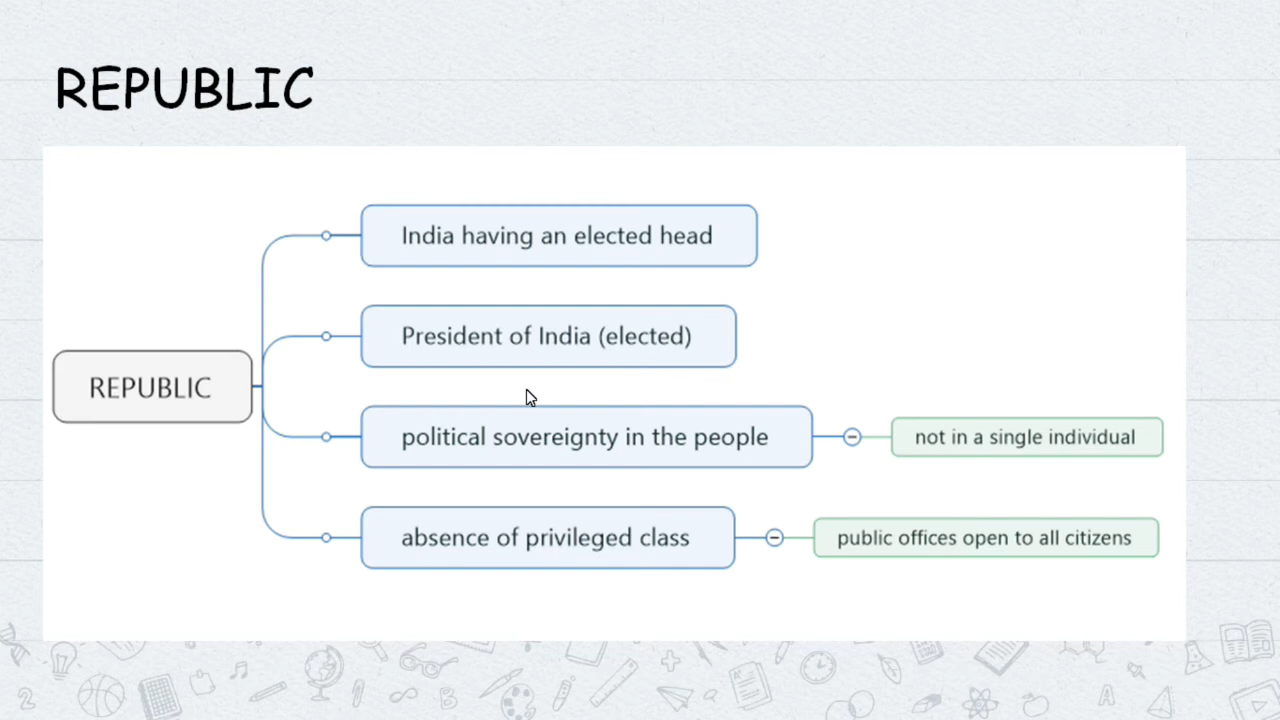 REPUBLIC
India having an elected head
President of India (elected)
REPUBLIC
political sovereignty in the people
not in a single individual
absence of privileged class
public offices open to all citizens